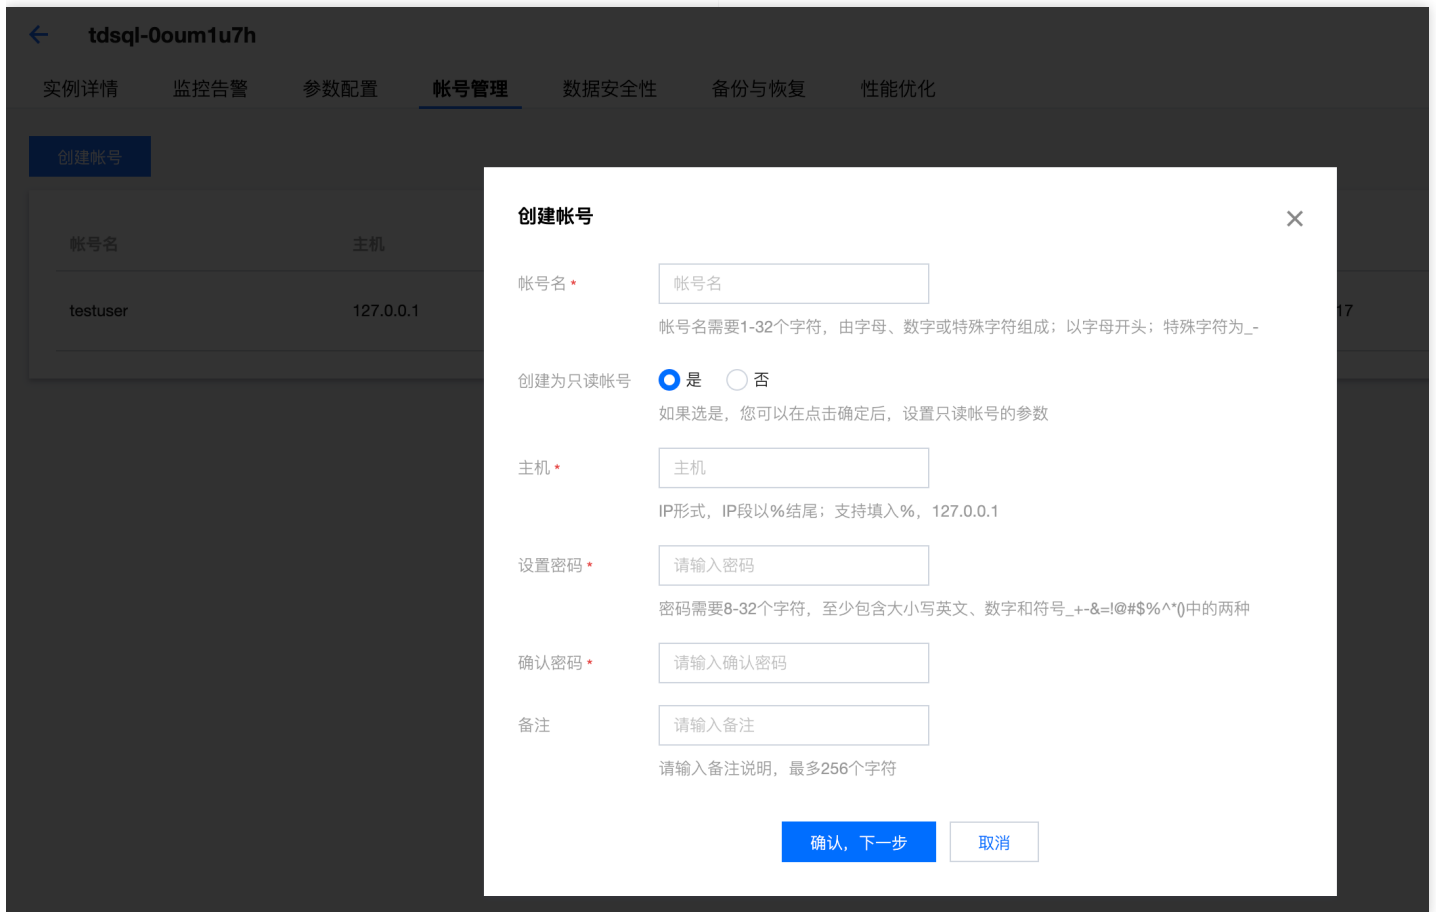 tdsql-0oum1u7h
实例详情 监控告警 参数配置 帐号管理 数据安全性 备份与恢复 性能优化
创建帐号
帐号名 主机
testuser 127.0.0.1 17
创建帐号
帐号名 * 帐号名
帐号名需要1-32个字符，由字母、数字或特殊字符组成；以字母开头；特殊字符为_-
创建为只读帐号 是 否
如果选是，您可以在点击确定后，设置只读帐号的参数
主机 * 主机
IP形式，IP段以%结尾；支持填入%，127.0.0.1
设置密码 * 请输入密码
密码需要8-32个字符，至少包含大小写英文、数字和符号_+-&=!@#$%^*()中的两种
确认密码 * 请输入确认密码
备注 请输入备注
请输入备注说明，最多256个字符
确认，下一步 取消